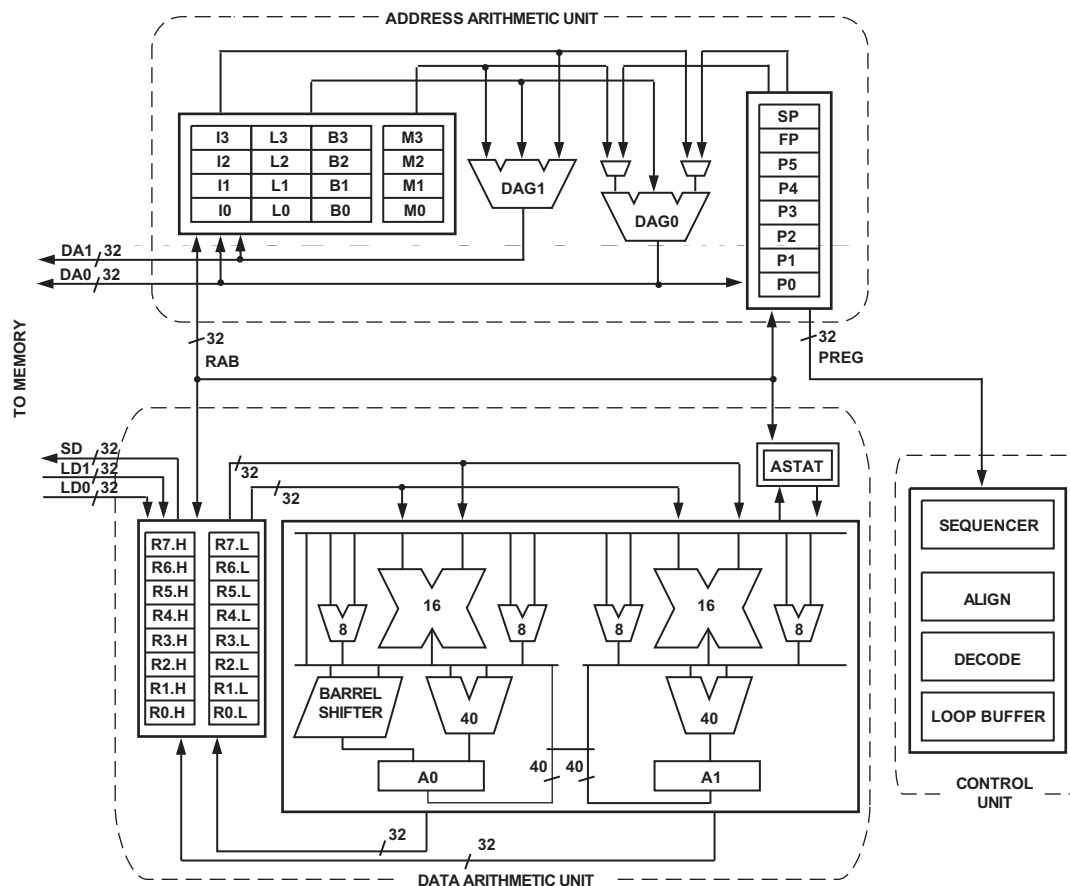 ADDRESS ARITHMETIC UNIT
I3 L3 B3 M3
I2 L2 B2 M2
I1 L1 B1 M1
I0 L0 B0 M0
DAG1
DAG0
SP
FP
P5
P4
P3
P2
P1
P0
DA1 32
DA0 32
TO MEMORY
32
RAB
32
PREG
SD 32
LD1 32
LD0 32
32
32
ASTAT
R7.H R7.L
R6.H R6.L
R5.H R5.L
R4.H R4.L
R3.H R3.L
R2.H R2.L
R1.H R1.L
R0.H R0.L
16
16
8
8
8
8
BARREL
SHIFTER
40
40
40 40
A0
A1
32
32
DATA ARITHMETIC UNIT
SEQUENCER
ALIGN
DECODE
LOOP BUFFER
CONTROL
UNIT